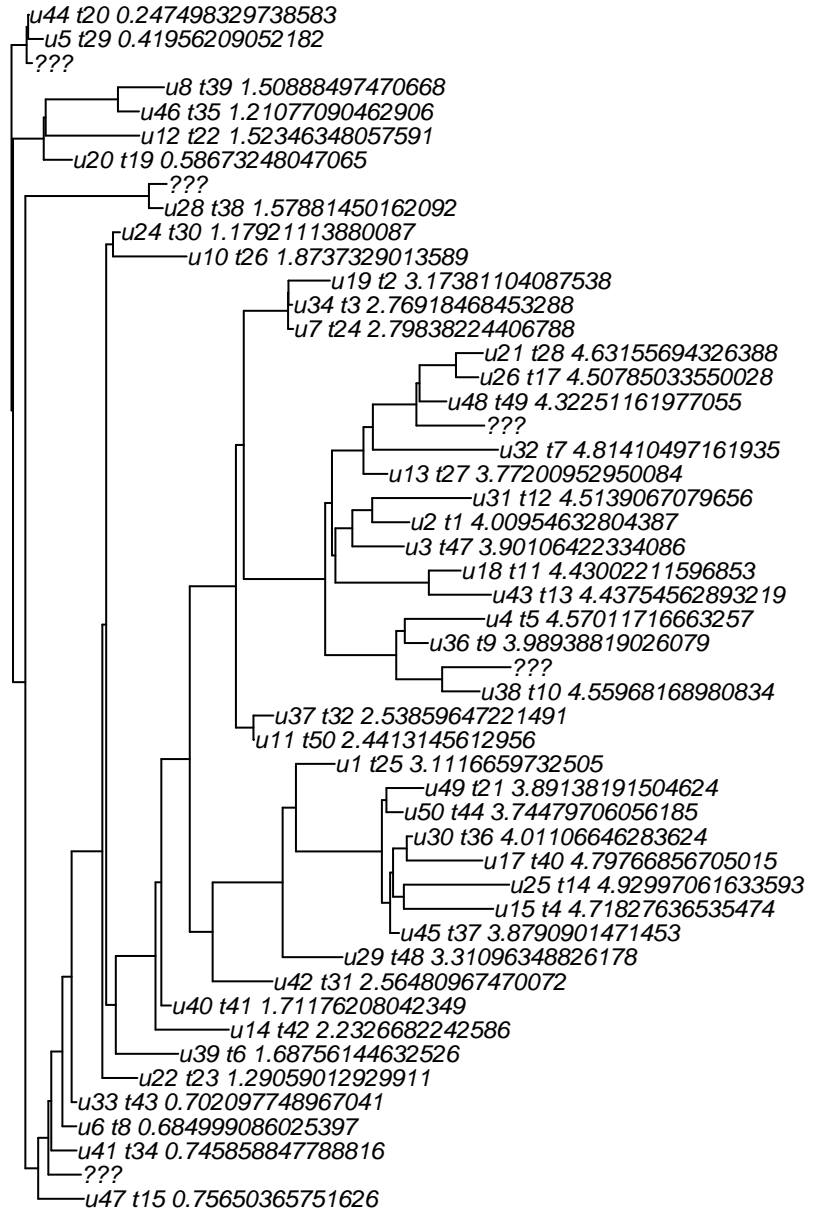 u44 t20 0.247498329738583
u5 t29 0.41956209052182
???
u8 t39 1.50888497470668
u46 t35 1.21077090462906
u12 t22 1.52346348057591
u20 t19 0.58673248047065
???
u28 t38 1.57881450162092
u24 t30 1.17921113880087
u10 t26 1.8737329013589
u19 t2 3.17381104087538
u34 t3 2.76918468453288
u7 t24 2.79838224406788
u21 t28 4.63155694326388
u26 t17 4.50785033550028
u48 t49 4.32251161977055
???
u32 t7 4.81410497161935
u13 t27 3.77200952950084
u31 t12 4.5139067079656
u2 t1 4.00954632804387
u3 t47 3.90106422334086
u18 t11 4.43002211596853
u43 t13 4.43754562893219
u4 t5 4.57011716663257
u36 t9 3.98938819026079
???
u38 t10 4.55968168980834
u37 t32 2.53859647221491
u11 t50 2.4413145612956
u1 t25 3.1116659732505
u49 t21 3.89138191504624
u50 t44 3.74479706056185
u30 t36 4.01106646283624
u17 t40 4.79766856705015
u25 t14 4.92997061633593
u15 t4 4.71827636535474
u45 t37 3.8790901471453
u29 t48 3.31096348826178
u42 t31 2.56480967470072
u40 t41 1.71176208042349
u14 t42 2.2326682242586
u39 t6 1.68756144632526
u22 t23 1.29059012929911
u33 t43 0.702097748967041
u6 t8 0.684999086025397
u41 t34 0.745858847788816
???
u47 t15 0.75650365751626